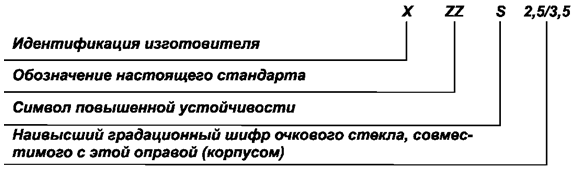 X ZZ S 2,5/3,5
Идентификация изготовителя
Обозначение настоящего стандарта
Символ повышенной устойчивости
Наивысший градационный шифр очкового стекла, совмес-
тимого с этой оправой (корпусом)